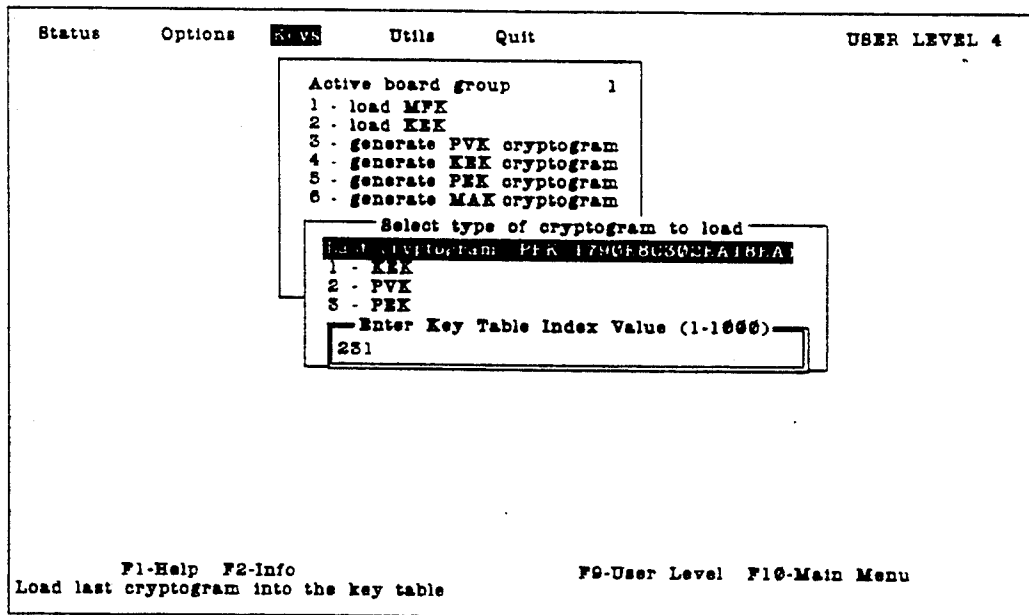 Status Options Keys Utils Quit USER LEVEL 4
Active board group 1
1 - load MFK
2 - load KEK
3 - generate PVK cryptogram
4 - generate KEK cryptogram
5 - generate PEK cryptogram
6 - generate MAK cryptogram
Select type of cryptogram to load
Last cryptogram PEK
1 - KEK
2 - PVK
3 - PEK
Enter Key Table Index Value (1-1000)
231
F1-Help F2-Info F9-User Level F10-Main Menu
Load last cryptogram into the key table